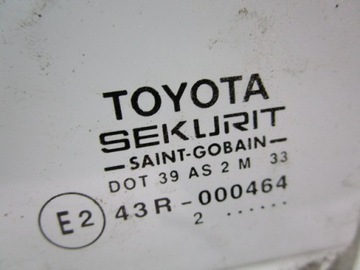 TOYOTA
SEKURIT
—SAINT-GOBAIN—
DOT 39 AS 2 M 33
E2 43R-000464
2 ......